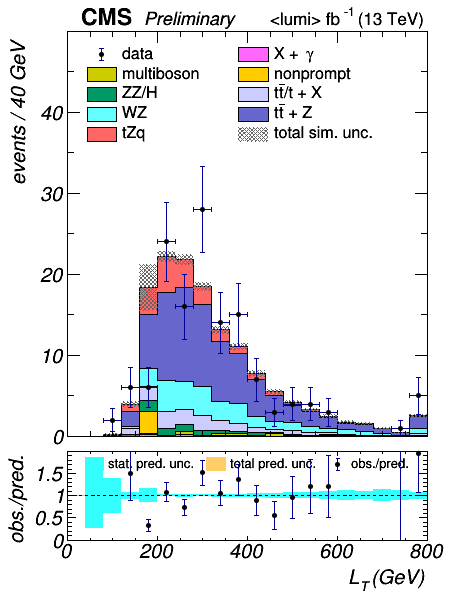 CMS Preliminary <lumi> fb⁻¹ (13 TeV)
events / 40 GeV
data
multiboson
ZZ/H
WZ
tZq
X + γ
nonprompt
tt̄/t + X
tt̄ + Z
total sim. unc.
40
30
20
10
0
obs./pred.
stat. pred. unc.
total pred. unc.
obs./pred.
1.5
1
0.5
0
0 200 400 600 800
L_T(GeV)